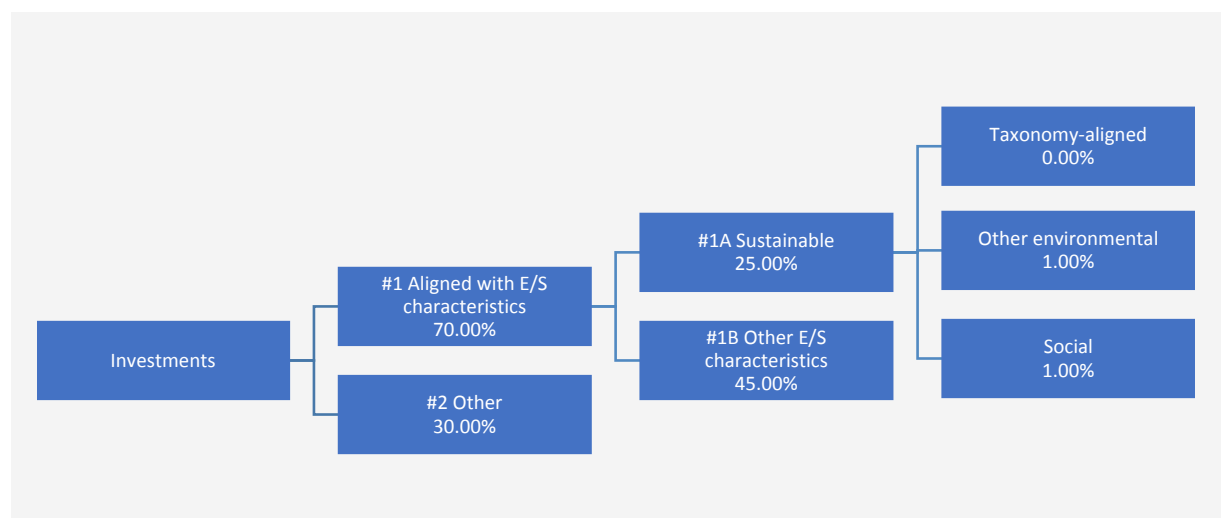 Investments
#1 Aligned with E/S
characteristics
70.00%
#2 Other
30.00%
#1A Sustainable
25.00%
#1B Other E/S
characteristics
45.00%
Taxonomy-aligned
0.00%
Other environmental
1.00%
Social
1.00%